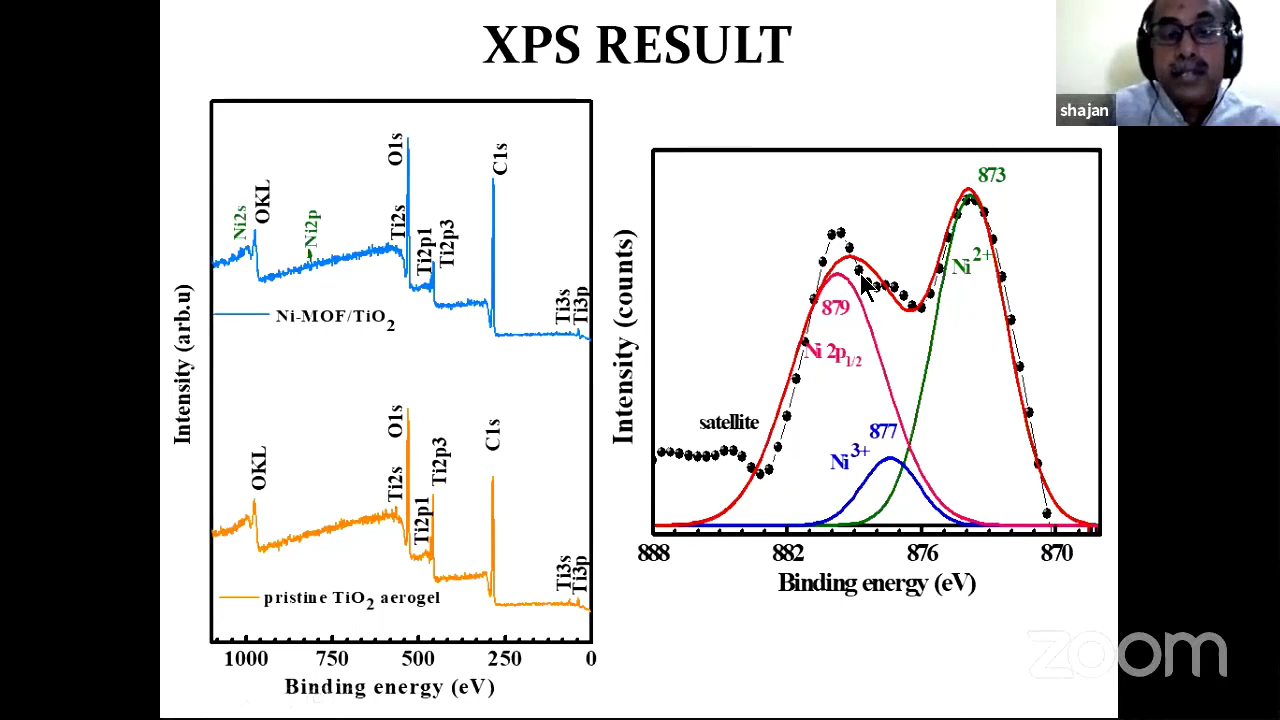 XPS RESULT
shajan
Intensity (arb.u)
Ni2s
OKL
Ni2p
Ti2s
O1s
Ti2p1
Ti2p3
C1s
Ti3s
Ti3p
Ni-MOF/TiO2
OKL
Ti2s
O1s
Ti2p1
Ti2p3
C1s
Ti3s
Ti3p
pristine TiO2 aerogel
1000 750 500 250 0
Binding energy (eV)
Intensity (counts)
873
Ni2+
879
Ni 2p1/2
877
Ni3+
satellite
888 882 876 870
Binding energy (eV)
zoom